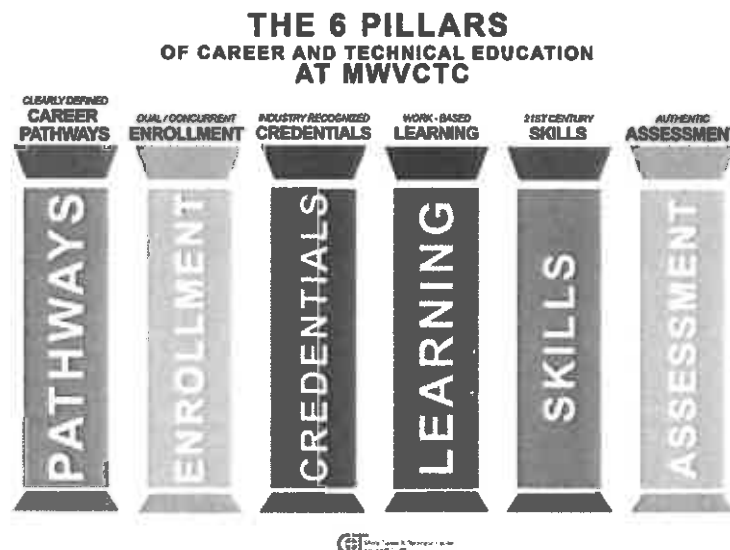 THE 6 PILLARS
OF CAREER AND TECHNICAL EDUCATION
AT MWVCTC
CLEARLY DEFINED
CAREER
PATHWAYS
DUAL / CONCURRENT
ENROLLMENT
INDUSTRY RECOGNIZED
CREDENTIALS
WORK - BASED
LEARNING
21ST CENTURY
SKILLS
AUTHENTIC
ASSESSMENT
PATHWAYS
ENROLLMENT
CREDENTIALS
LEARNING
SKILLS
ASSESSMENT